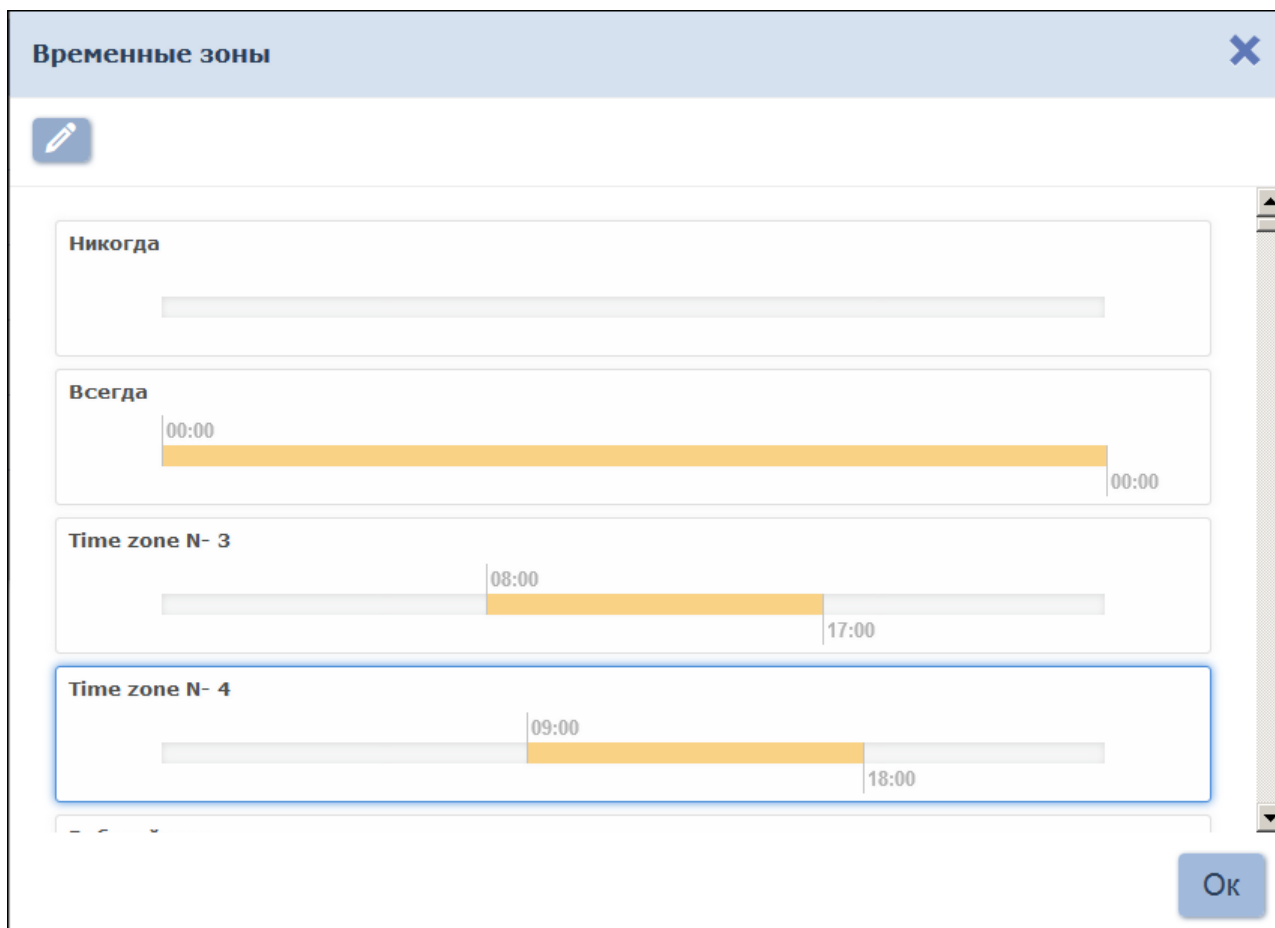 Временные зоны
Никогда
Всегда
00:00
00:00
Time zone N- 3
08:00
17:00
Time zone N- 4
09:00
18:00
Ок